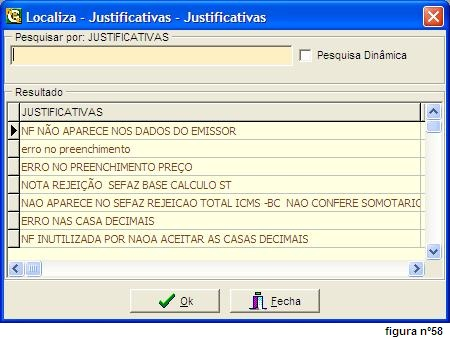 Localiza - Justificativas - Justificativas
Pesquisar por: JUSTIFICATIVAS
Pesquisa Dinâmica
Resultado
JUSTIFICATIVAS
NF NÃO APARECE NOS DADOS DO EMISSOR
erro no preenchimento
ERRO NO PREENCHIMENTO PREÇO
NOTA REJEIÇÃO SEFAZ BASE CALCULO ST
NAO APARECE NO SEFAZ REJEICAO TOTAL ICMS -BC NAO CONFERE SOMOTARIO
ERRO NAS CASA DECIMAIS
NF INUTILIZADA POR NAOA ACEITAR AS CASAS DECIMAIS
Ok Fecha
figura nº58